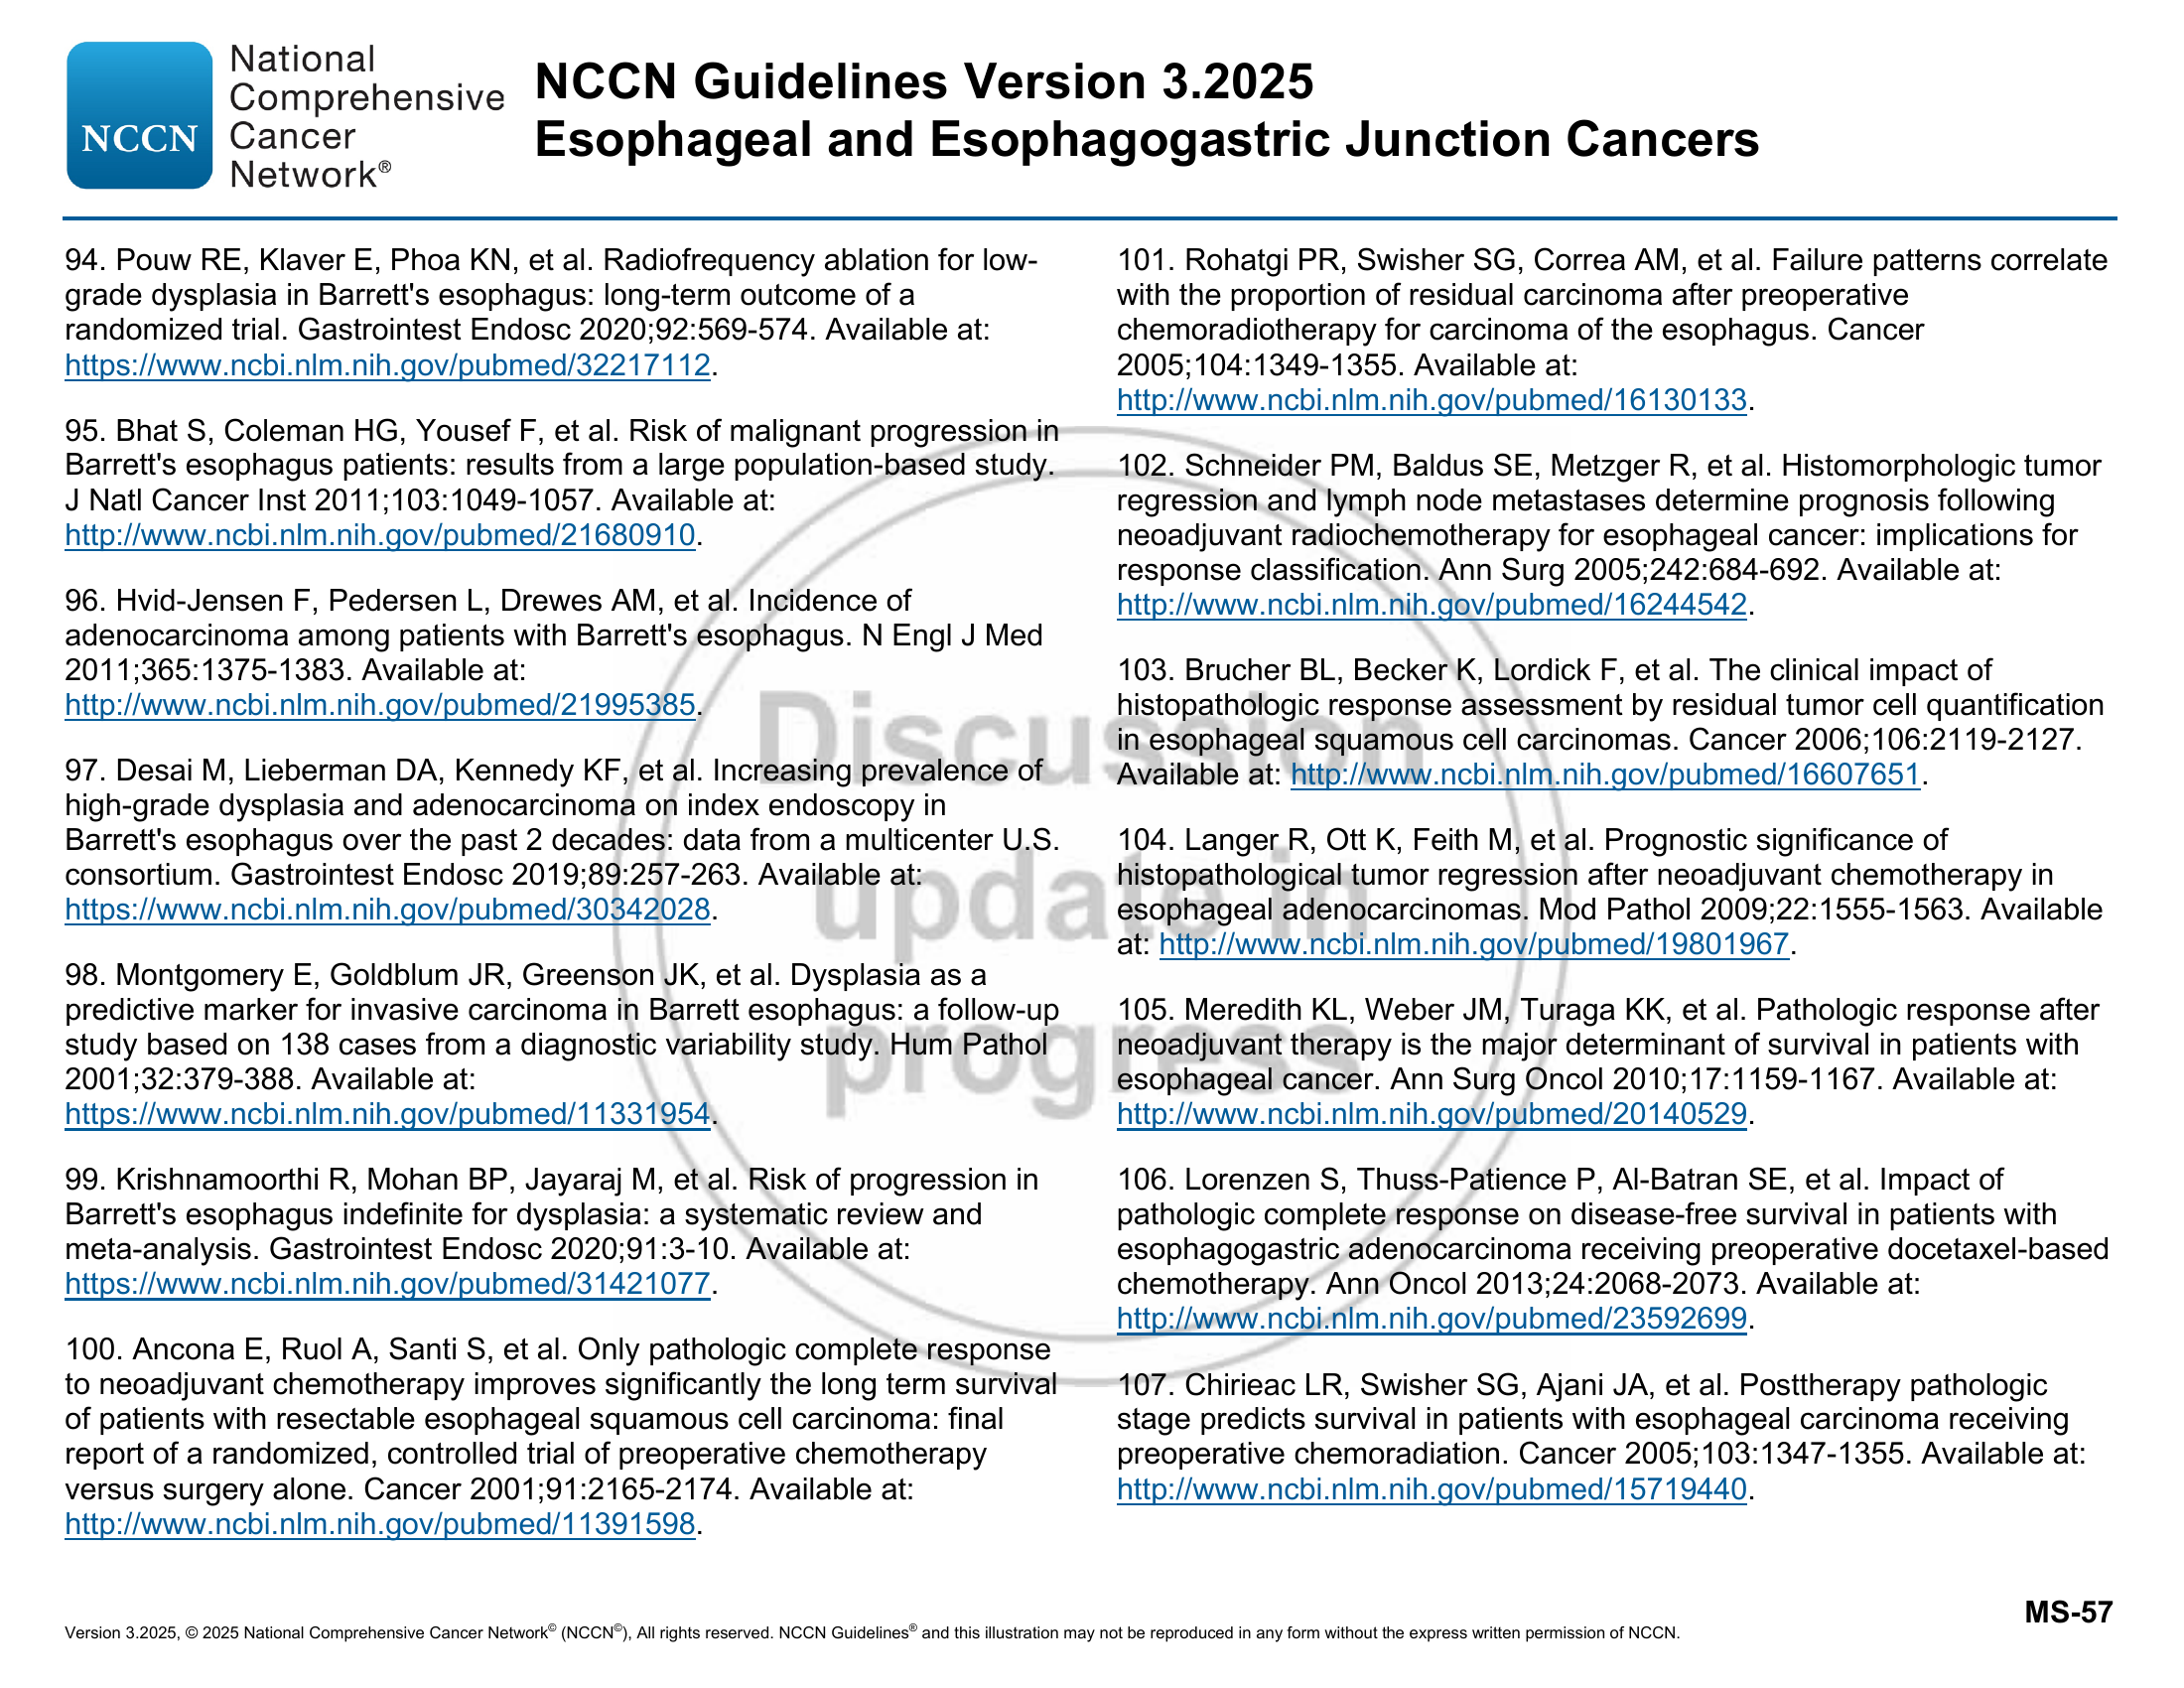 NCCN
National
Comprehensive
Cancer
Network®
NCCN Guidelines Version 3.2025
Esophageal and Esophagogastric Junction Cancers
94. Pouw RE, Klaver E, Phoa KN, et al. Radiofrequency ablation for low-
grade dysplasia in Barrett's esophagus: long-term outcome of a
randomized trial. Gastrointest Endosc 2020;92:569-574. Available at:
https://www.ncbi.nlm.nih.gov/pubmed/32217112.
95. Bhat S, Coleman HG, Yousef F, et al. Risk of malignant progression in
Barrett's esophagus patients: results from a large population-based study.
J Natl Cancer Inst 2011;103:1049-1057. Available at:
http://www.ncbi.nlm.nih.gov/pubmed/21680910.
96. Hvid-Jensen F, Pedersen L, Drewes AM, et al. Incidence of
adenocarcinoma among patients with Barrett's esophagus. N Engl J Med
2011;365:1375-1383. Available at:
http://www.ncbi.nlm.nih.gov/pubmed/21995385.
97. Desai M, Lieberman DA, Kennedy KF, et al. Increasing prevalence of
high-grade dysplasia and adenocarcinoma on index endoscopy in
Barrett's esophagus over the past 2 decades: data from a multicenter U.S.
consortium. Gastrointest Endosc 2019;89:257-263. Available at:
https://www.ncbi.nlm.nih.gov/pubmed/30342028.
98. Montgomery E, Goldblum JR, Greenson JK, et al. Dysplasia as a
predictive marker for invasive carcinoma in Barrett esophagus: a follow-up
study based on 138 cases from a diagnostic variability study. Hum Pathol
2001;32:379-388. Available at:
https://www.ncbi.nlm.nih.gov/pubmed/11331954.
99. Krishnamoorthi R, Mohan BP, Jayaraj M, et al. Risk of progression in
Barrett's esophagus indefinite for dysplasia: a systematic review and
meta-analysis. Gastrointest Endosc 2020;91:3-10. Available at:
https://www.ncbi.nlm.nih.gov/pubmed/31421077.
100. Ancona E, Ruol A, Santi S, et al. Only pathologic complete response
to neoadjuvant chemotherapy improves significantly the long term survival
of patients with resectable esophageal squamous cell carcinoma: final
report of a randomized, controlled trial of preoperative chemotherapy
versus surgery alone. Cancer 2001;91:2165-2174. Available at:
http://www.ncbi.nlm.nih.gov/pubmed/11391598.
101. Rohatgi PR, Swisher SG, Correa AM, et al. Failure patterns correlate
with the proportion of residual carcinoma after preoperative
chemoradiotherapy for carcinoma of the esophagus. Cancer
2005;104:1349-1355. Available at:
http://www.ncbi.nlm.nih.gov/pubmed/16130133.
102. Schneider PM, Baldus SE, Metzger R, et al. Histomorphologic tumor
regression and lymph node metastases determine prognosis following
neoadjuvant radiochemotherapy for esophageal cancer: implications for
response classification. Ann Surg 2005;242:684-692. Available at:
http://www.ncbi.nlm.nih.gov/pubmed/16244542.
103. Brucher BL, Becker K, Lordick F, et al. The clinical impact of
histopathologic response assessment by residual tumor cell quantification
in esophageal squamous cell carcinomas. Cancer 2006;106:2119-2127.
Available at: http://www.ncbi.nlm.nih.gov/pubmed/16607651.
104. Langer R, Ott K, Feith M, et al. Prognostic significance of
histopathological tumor regression after neoadjuvant chemotherapy in
esophageal adenocarcinomas. Mod Pathol 2009;22:1555-1563. Available
at: http://www.ncbi.nlm.nih.gov/pubmed/19801967.
105. Meredith KL, Weber JM, Turaga KK, et al. Pathologic response after
neoadjuvant therapy is the major determinant of survival in patients with
esophageal cancer. Ann Surg Oncol 2010;17:1159-1167. Available at:
http://www.ncbi.nlm.nih.gov/pubmed/20140529.
106. Lorenzen S, Thuss-Patience P, Al-Batran SE, et al. Impact of
pathologic complete response on disease-free survival in patients with
esophagogastric adenocarcinoma receiving preoperative docetaxel-based
chemotherapy. Ann Oncol 2013;24:2068-2073. Available at:
http://www.ncbi.nlm.nih.gov/pubmed/23592699.
107. Chirieac LR, Swisher SG, Ajani JA, et al. Posttherapy pathologic
stage predicts survival in patients with esophageal carcinoma receiving
preoperative chemoradiation. Cancer 2005;103:1347-1355. Available at:
http://www.ncbi.nlm.nih.gov/pubmed/15719440.
Discussion
update in
progress
MS-57
Version 3.2025, © 2025 National Comprehensive Cancer Network© (NCCN©), All rights reserved. NCCN Guidelines® and this illustration may not be reproduced in any form without the express written permission of NCCN.